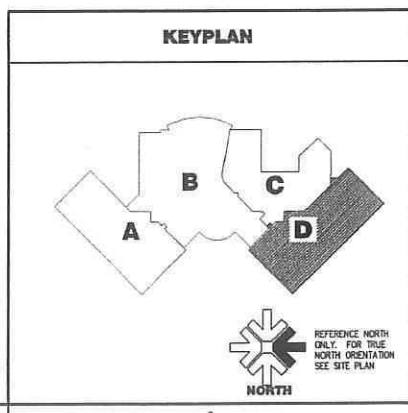 KEYPLAN
B
C
A
D
REFERENCE NORTH
ONLY. FOR TRUE
NORTH ORIENTATION
SEE SITE PLAN
NORTH